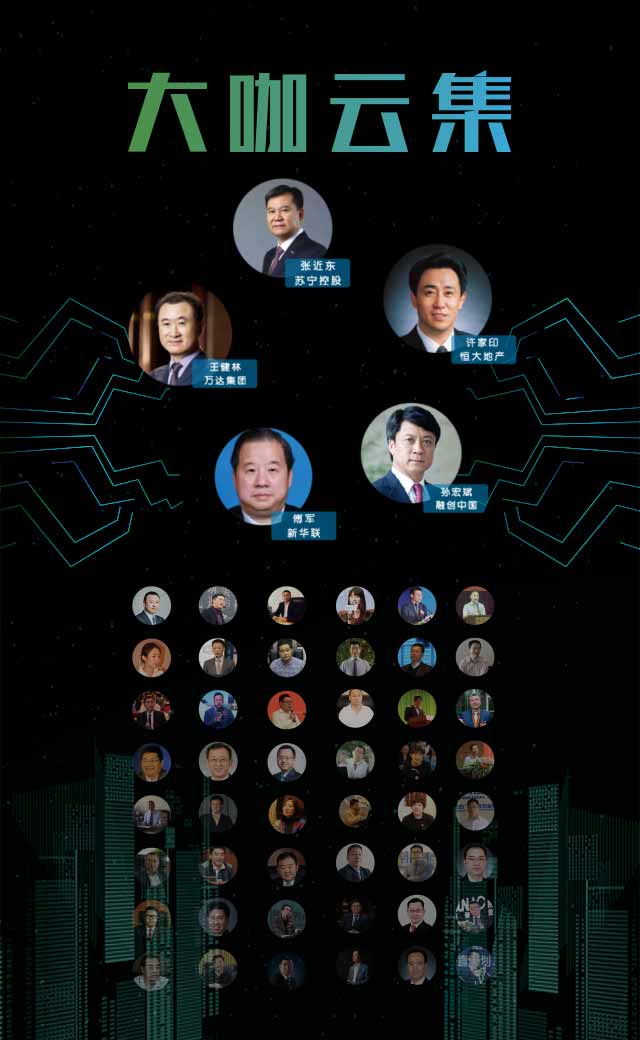 大咖云集
张近东
苏宁控股
许家印
恒大地产
王健林
万达集团
孙宏斌
融创中国
傅军
新华联